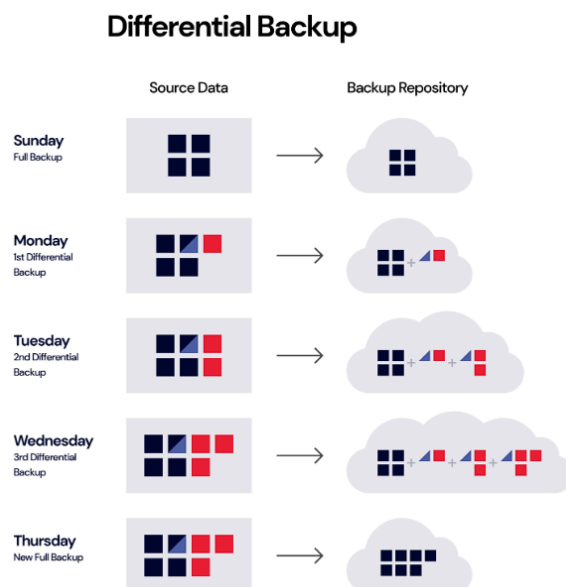 Differential Backup
Source Data
Backup Repository
Sunday
Full Backup
Monday
1st Differential
Backup
+
Tuesday
2nd Differential
Backup
+ +
Wednesday
3rd Differential
Backup
+ + +
Thursday
New Full Backup